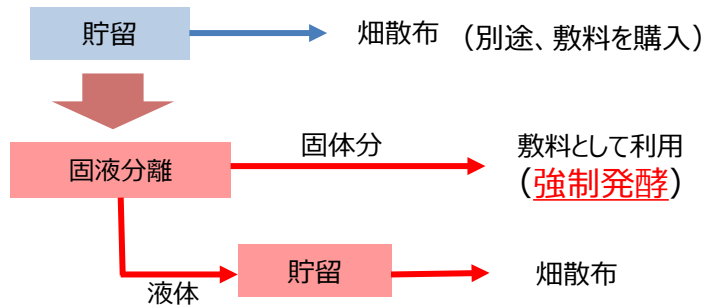 貯留
畑散布 （別途、敷料を購入）
固体分
固液分離
敷料として利用
（強制発酵）
貯留
畑散布
液体